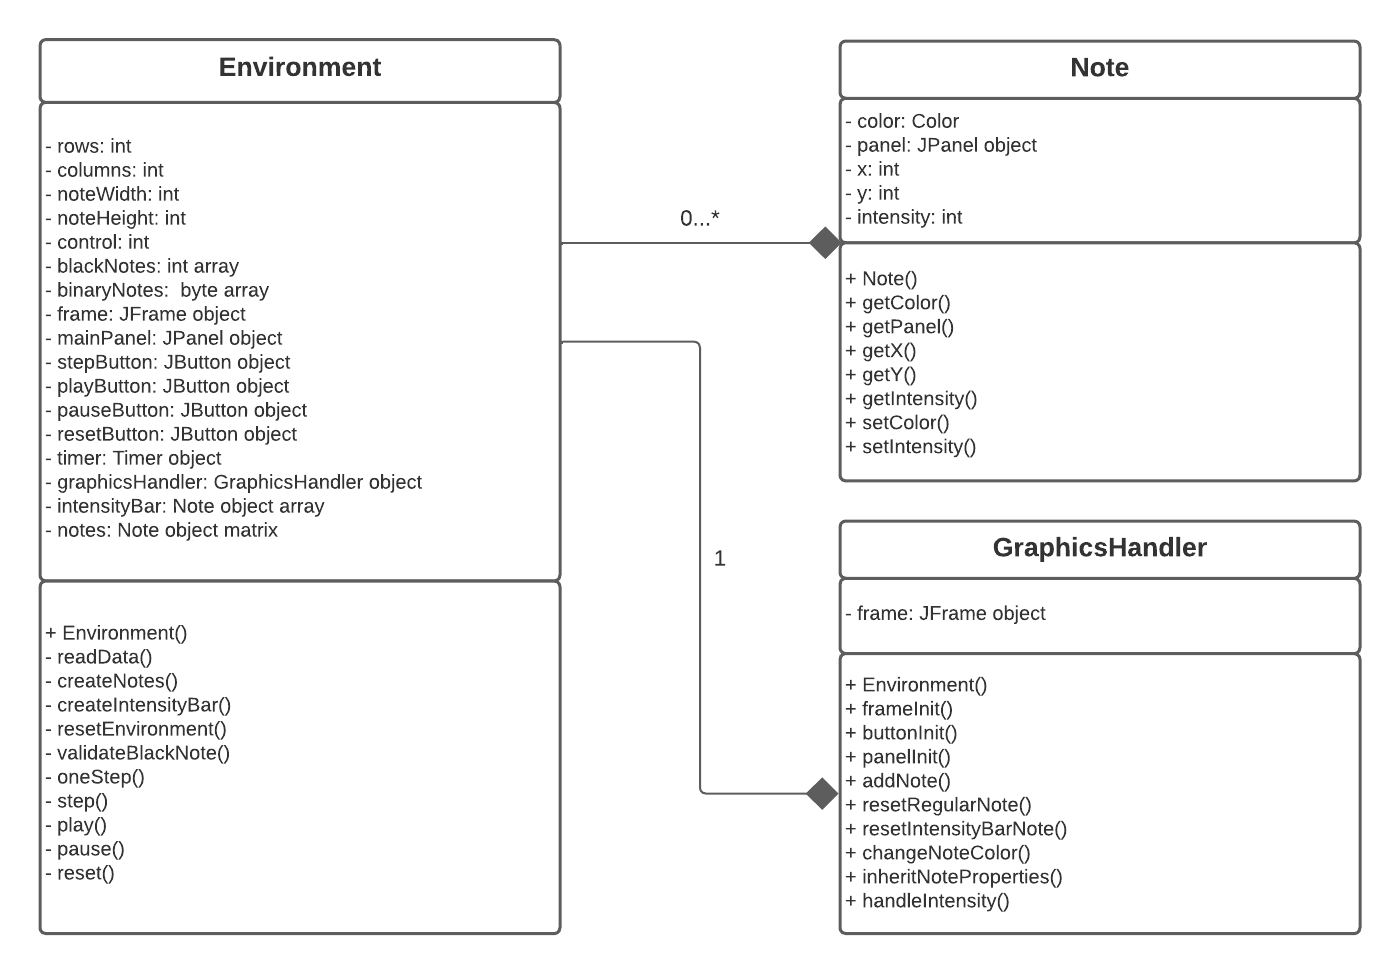 Environment
- rows: int
- columns: int
- noteWidth: int
- noteHeight: int
- control: int
- blackNotes: int array
- binaryNotes:  byte array
- frame: JFrame object
- mainPanel: JPanel object
- stepButton: JButton object
- playButton: JButton object
- pauseButton: JButton object
- resetButton: JButton object
- timer: Timer object
- graphicsHandler: GraphicsHandler object
- intensityBar: Note object array
- notes: Note object matrix
+ Environment()
- readData()
- createNotes()
- createIntensityBar()
- resetEnvironment()
- validateBlackNote()
- oneStep()
- step()
- play()
- pause()
- reset()
0...*
1
Note
- color: Color
- panel: JPanel object
- x: int
- y: int
- intensity: int
+ Note()
+ getColor()
+ getPanel()
+ getX()
+ getY()
+ getIntensity()
+ setColor()
+ setIntensity()
GraphicsHandler
- frame: JFrame object
+ Environment()
+ frameInit()
+ buttonInit()
+ panelInit()
+ addNote()
+ resetRegularNote()
+ resetIntensityBarNote()
+ changeNoteColor()
+ inheritNoteProperties()
+ handleIntensity()